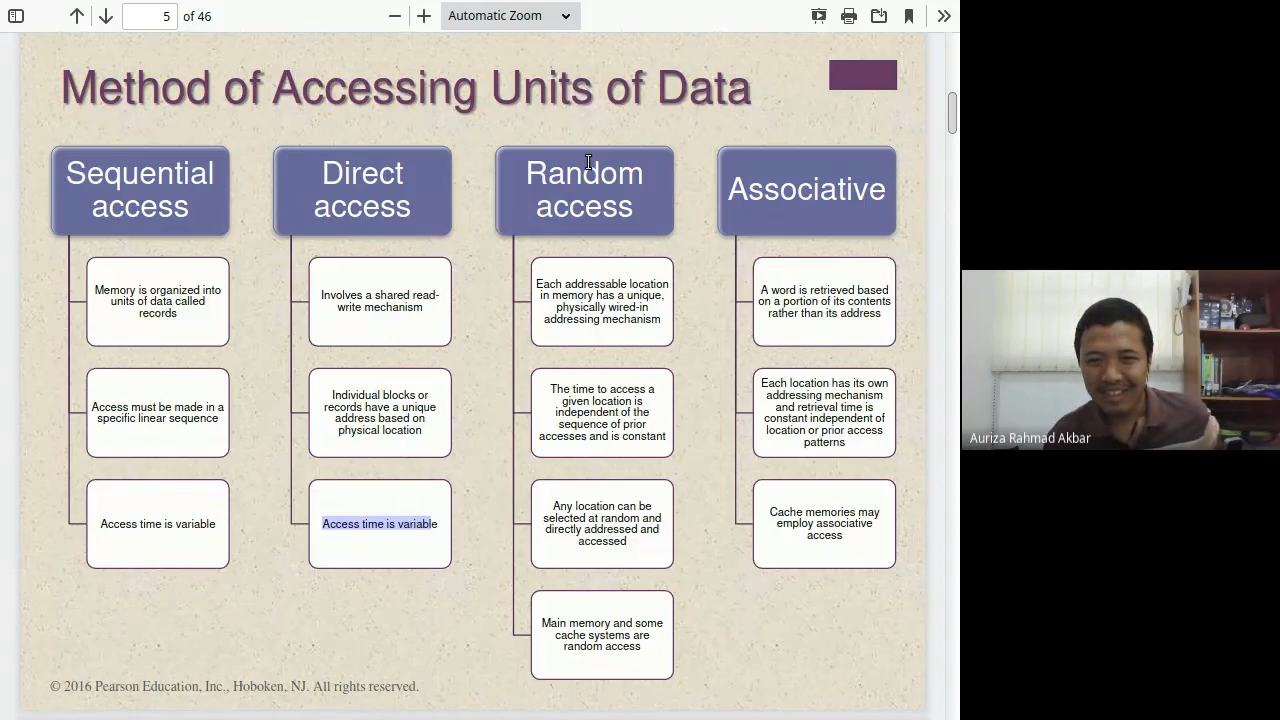 5
of 46
Automatic Zoom
Method of Accessing Units of Data
Sequential
access
Memory is organized into
units of data called
records
Access must be made in a
specific linear sequence
Access time is variable
Direct
access
Involves a shared read-
write mechanism
Individual blocks or
records have a unique
address based on
physical location
Access time is variable
Random
access
Each addressable location
in memory has a unique,
physically wired-in
addressing mechanism
The time to access a
given location is
independent of the
sequence of prior
accesses and is constant
Any location can be
selected at random and
directly addressed and
accessed
Main memory and some
cache systems are
random access
Associative
A word is retrieved based
on a portion of its contents
rather than its address
Each location has its own
addressing mechanism
and retrieval time is
constant independent of
location or prior access
patterns
Cache memories may
employ associative
access
© 2016 Pearson Education, Inc., Hoboken, NJ. All rights reserved.
Auriza Rahmad Akbar